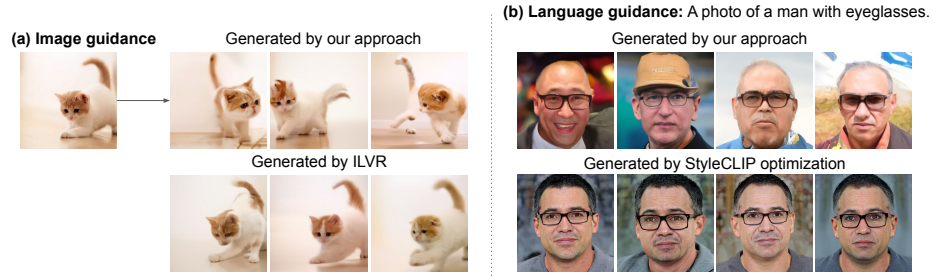 (a) Image guidance
Generated by our approach
Generated by ILVR
(b) Language guidance: A photo of a man with eyeglasses.
Generated by our approach
Generated by StyleCLIP optimization